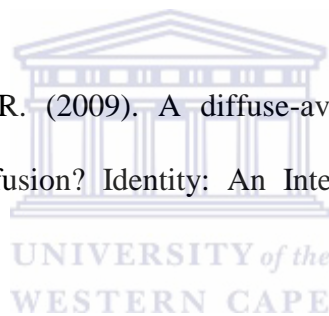 R. (2009). A diffuse-av
fusion? Identity: An Inte
UNIVERSITY of the
WESTERN CAPE